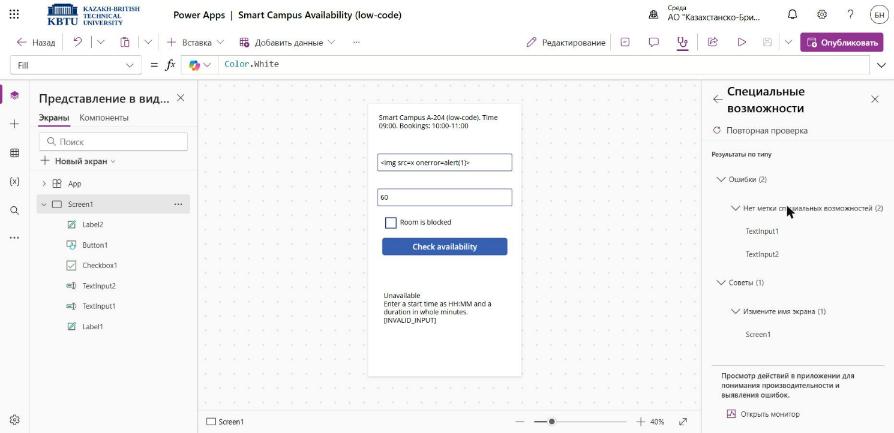 KAZAKH-BRITISH
TECHNICAL
UNIVERSITY
KBTU
Power Apps | Smart Campus Availability (low-code)
Среда
АО "Казахстанско-Бри...
БН
Назад
Вставка
Добавить данные
Редактирование
Опубликовать
Fill
= fx
Color.White
Представление в вид...
Экраны Компоненты
Поиск
Новый экран
App
Screen1
Label2
Button1
Checkbox1
TextInput2
TextInput1
Label1
Smart Campus A-204 (low-code). Time
09:00. Bookings: 10:00-11:00
<img src=x onerror=alert(1)>
60
Room is blocked
Check availability
Unavailable
Enter a start time as HH:MM and a
duration in whole minutes.
[INVALID_INPUT]
Screen1
40%
Специальные
возможности
Повторная проверка
Результаты по типу
Ошибки (2)
Нет метки специальных возможностей (2)
TextInput1
TextInput2
Советы (1)
Измените имя экрана (1)
Screen1
Просмотр действий в приложении для
понимания производительности и
выявления ошибок.
Открыть монитор